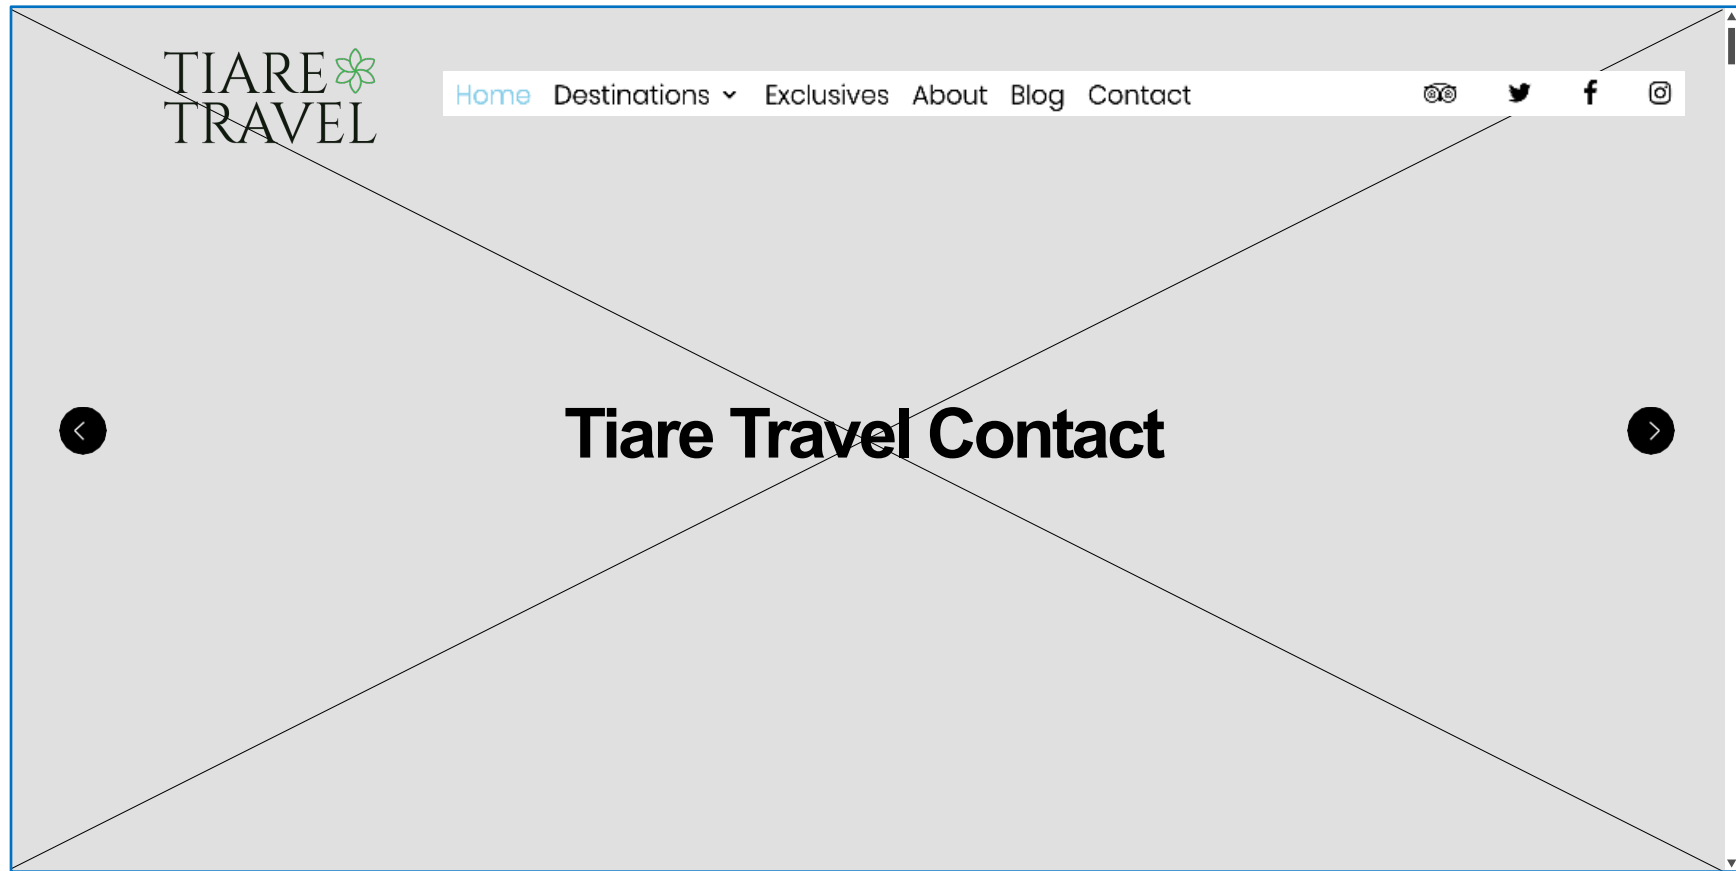 TIARE
TRAVEL
Home Destinations Exclusives About Blog Contact
Tiare Travel Contact